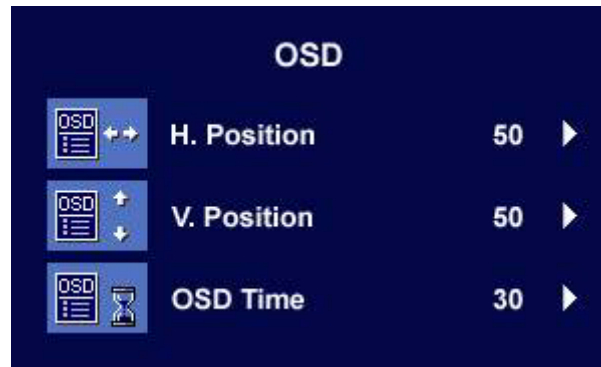 OSD
OSD H. Position 50
OSD V. Position 50
OSD OSD Time 30